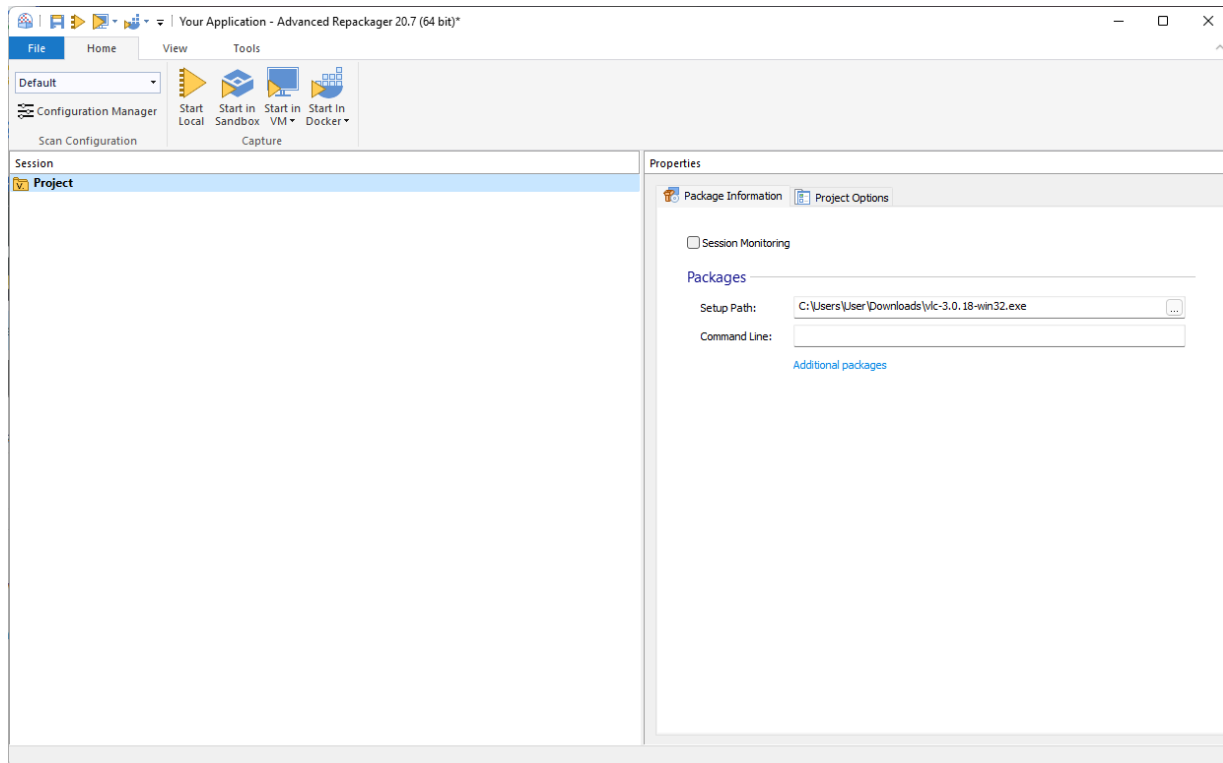 Your Application - Advanced Repackager 20.7 (64 bit)*
File Home View Tools
Default
Configuration Manager
Scan Configuration
Start Local
Start in Sandbox
Start in VM
Start In Docker
Capture
Session
Project
Properties
Package Information Project Options
Session Monitoring
Packages
Setup Path: C:\Users\User\Downloads\vlc-3.0.18-win32.exe ...
Command Line:
Additional packages